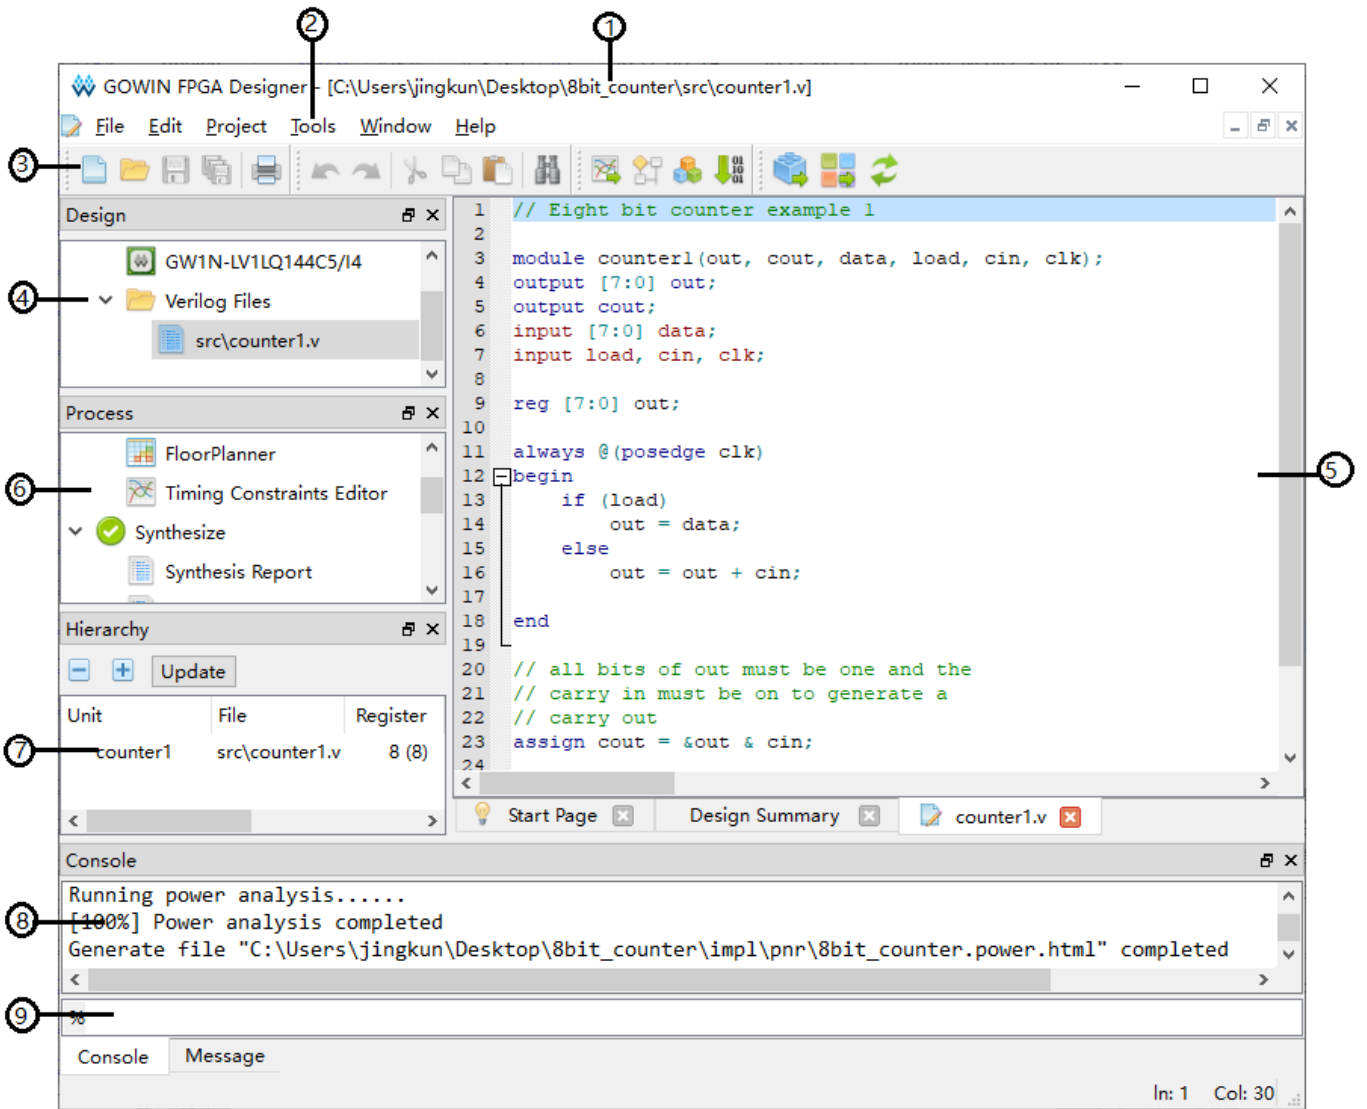 ② ①
GOWIN FPGA Designer - [C:\Users\jingkun\Desktop\8bit_counter\src\counter1.v]
File Edit Project Tools Window Help
③
Design
GW1N-LV1LQ144C5/I4
④ Verilog Files
src\counter1.v
Process
FloorPlanner
⑥ Timing Constraints Editor
Synthesize
Synthesis Report
Hierarchy
Update
Unit File Register
⑦ counter1 src\counter1.v 8 (8)
1 // Eight bit counter example 1
2
3 module counter1(out, cout, data, load, cin, clk);
4 output [7:0] out;
5 output cout;
6 input [7:0] data;
7 input load, cin, clk;
8
9 reg [7:0] out;
10
11 always @(posedge clk)
12 begin
13 if (load)
14 out = data;
15 else
16 out = out + cin;
17
18 end
19
20 // all bits of out must be one and the
21 // carry in must be on to generate a
22 // carry out
23 assign cout = &out & cin;
24
⑤
Start Page Design Summary counter1.v
Console
Running power analysis......
⑧ [100%] Power analysis completed
Generate file "C:\Users\jingkun\Desktop\8bit_counter\impl\pnr\8bit_counter.power.html" completed
⑨ %
Console Message
ln: 1 Col: 30